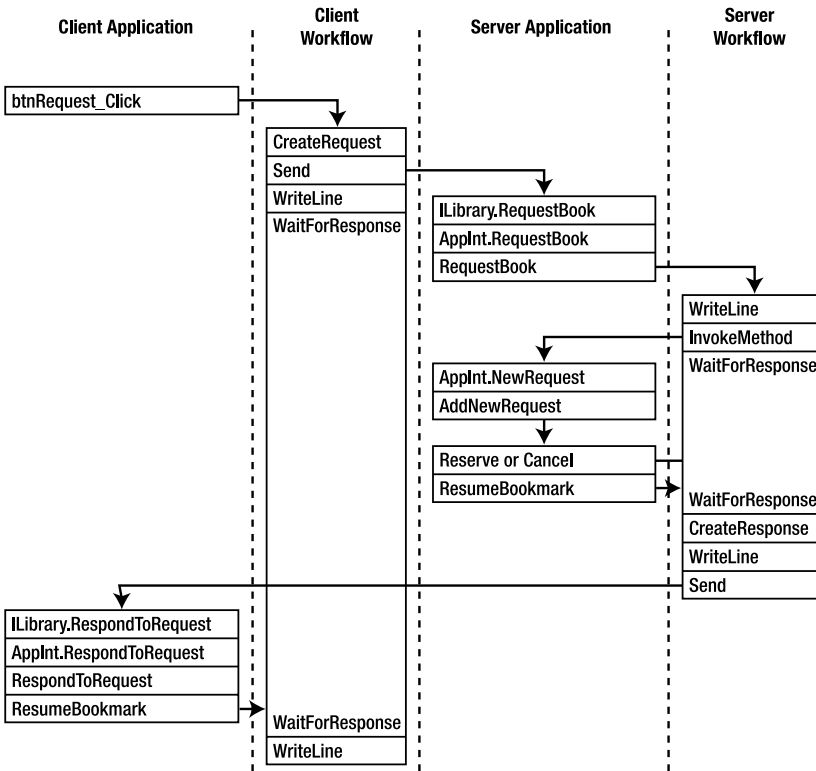 Client Application
Client
Workflow
Server Application
Server
Workflow
btnRequest_Click
CreateRequest
Send
WriteLine
WaitForResponse
ILibrary.RequestBook
AppInt.RequestBook
RequestBook
WriteLine
InvokeMethod
WaitForResponse
AppInt.NewRequest
AddNewRequest
Reserve or Cancel
ResumeBookmark
WaitForResponse
CreateResponse
WriteLine
Send
ILibrary.RespondToRequest
AppInt.RespondToRequest
RespondToRequest
ResumeBookmark
WaitForResponse
WriteLine